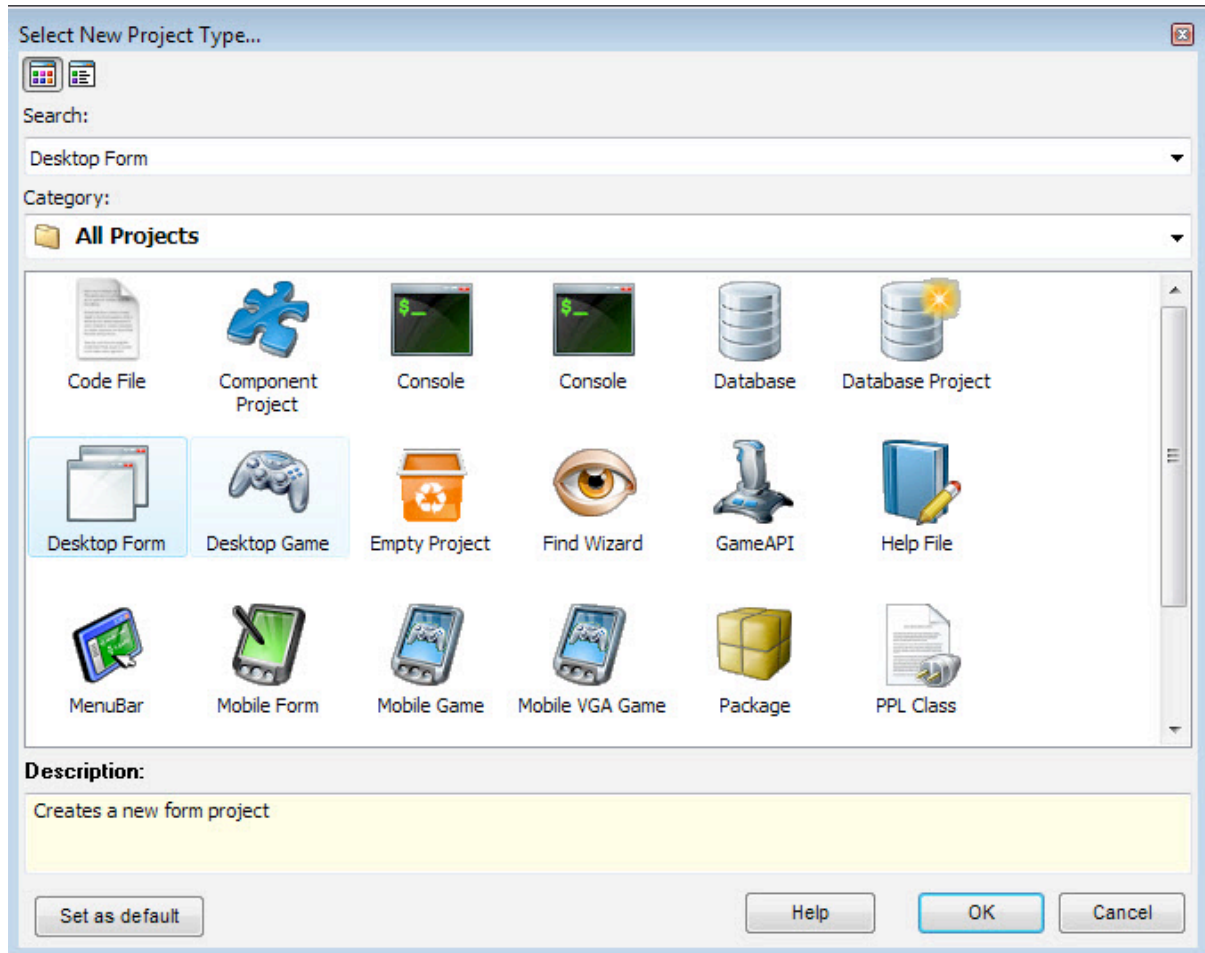 Select New Project Type...
Search:
Desktop Form
Category:
All Projects
Code File
Component
Project
Console
Console
Database
Database Project
Desktop Form
Desktop Game
Empty Project
Find Wizard
GameAPI
Help File
MenuBar
Mobile Form
Mobile Game
Mobile VGA Game
Package
PPL Class
Description:
Creates a new form project
Set as default
Help
OK
Cancel